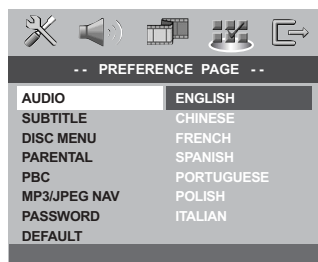 -- PREFERENCE PAGE --
AUDIO ENGLISH
SUBTITLE CHINESE
DISC MENU FRENCH
PARENTAL SPANISH
PBC PORTUGUESE
MP3/JPEG NAV POLISH
PASSWORD ITALIAN
DEFAULT